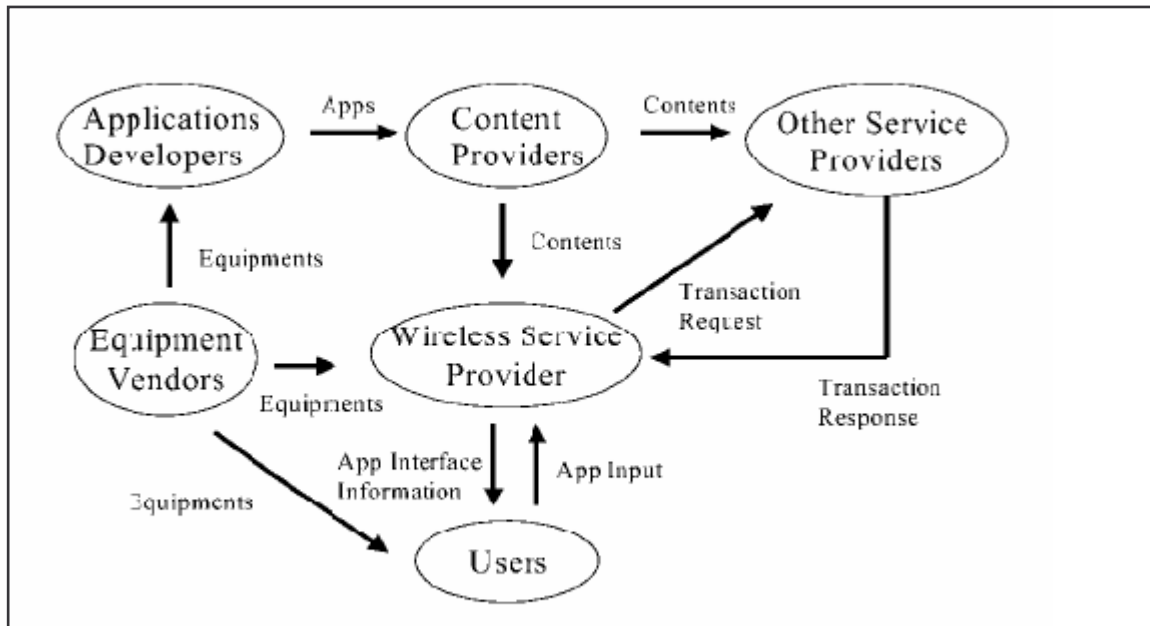 Applications
Developers
Apps
Content
Providers
Contents
Other Service
Providers
Equipments
Contents
Transaction
Request
Equipment
Vendors
Equipments
Wireless Service
Provider
Transaction
Response
Equipments
App Interface
Information
App Input
Users